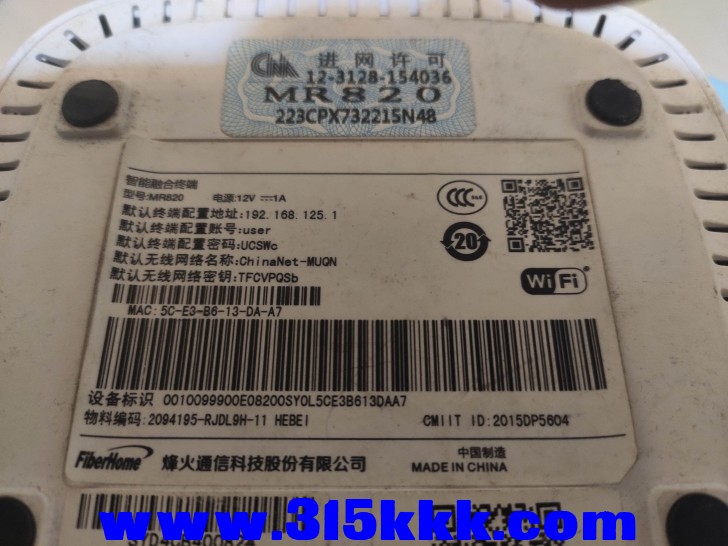 CMA 进网许可
12-3128-154036
MR820
223CPX732215N48
智能融合终端
型号:MR820 电源:12V⎓1A
默认终端配置地址:192.168.125.1
默认终端配置账号:user
默认终端配置密码:UCSWc
默认无线网络名称:ChinaNet-MUQN
默认无线网络密钥:TFCVPQSb
20
WiFi
MAC:5C-E3-B6-13-DA-A7
设备标识 0010099900E08200SY0L5CE3B613DAA7
物料编码:2094195-RJDL9H-11 HEBEI CMIIT ID:2015DP5604
FiberHome 烽火通信科技股份有限公司
中国制造
MADE IN CHINA
www.315kkk.com